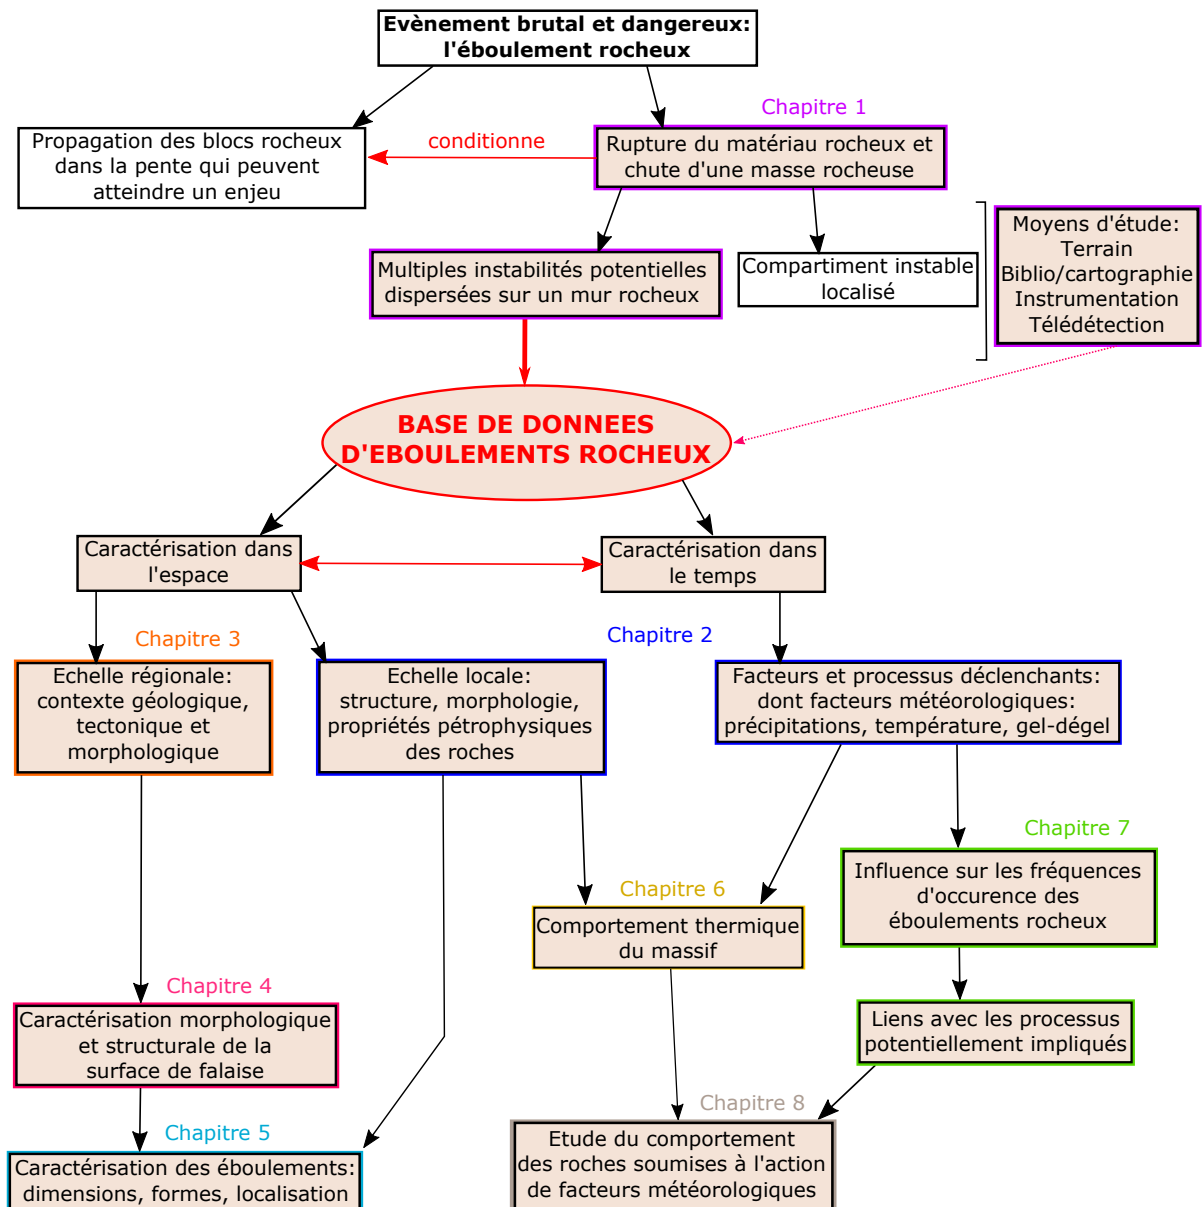 Evènement brutal et dangereux:
l'éboulement rocheux
Chapitre 1
Propagation des blocs rocheux
dans la pente qui peuvent
atteindre un enjeu
conditionne
Rupture du matériau rocheux et
chute d'une masse rocheuse
Multiples instabilités potentielles
dispersées sur un mur rocheux
Compartiment instable
localisé
Moyens d'étude:
Terrain
Biblio/cartographie
Instrumentation
Télédétection
BASE DE DONNEES
D'EBOULEMENTS ROCHEUX
Caractérisation dans
l'espace
Caractérisation dans
le temps
Chapitre 3
Chapitre 2
Echelle régionale:
contexte géologique,
tectonique et
morphologique
Echelle locale:
structure, morphologie,
propriétés pétrophysiques
des roches
Facteurs et processus déclenchants:
dont facteurs météorologiques:
précipitations, température, gel-dégel
Chapitre 7
Influence sur les fréquences
d'occurence des
éboulements rocheux
Chapitre 6
Comportement thermique
du massif
Chapitre 4
Caractérisation morphologique
et structurale de la
surface de falaise
Liens avec les processus
potentiellement impliqués
Chapitre 5
Caractérisation des éboulements:
dimensions, formes, localisation
Chapitre 8
Etude du comportement
des roches soumises à l'action
de facteurs météorologiques